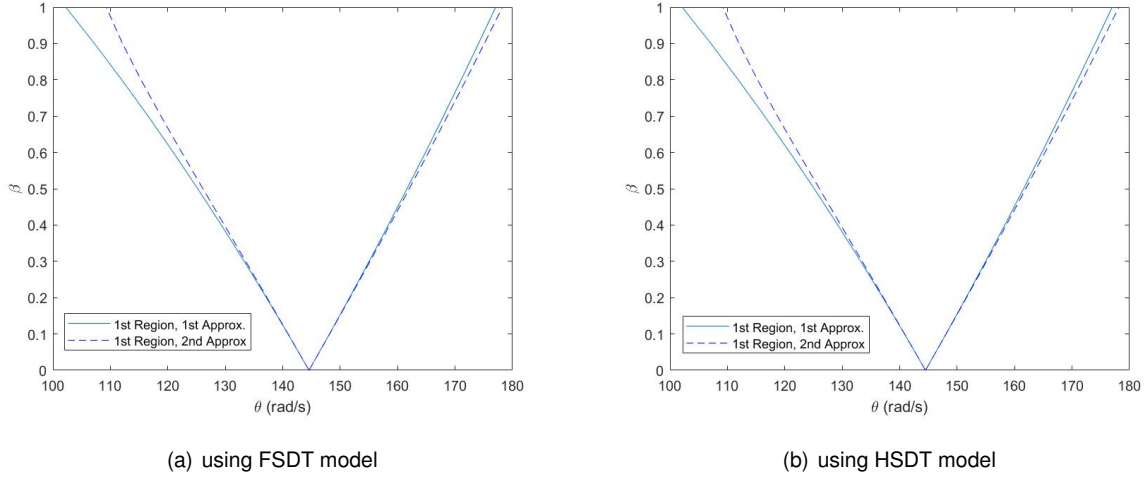 1
0.9
0.8
0.7
0.6
0.5
0.4
0.3
0.2
0.1
0
β
1st Region, 1st Approx.
1st Region, 2nd Approx
100 110 120 130 140 150 160 170 180
θ (rad/s)
(a) using FSDT model
1
0.9
0.8
0.7
0.6
0.5
0.4
0.3
0.2
0.1
0
β
1st Region, 1st Approx.
1st Region, 2nd Approx
100 110 120 130 140 150 160 170 180
θ (rad/s)
(b) using HSDT model